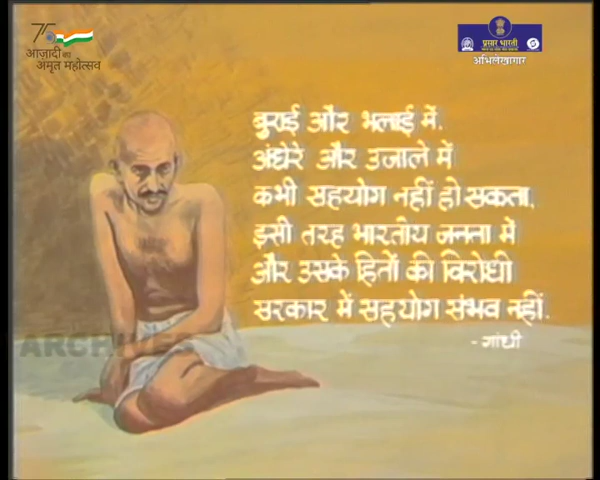 75
आज़ादी का
अमृत महोत्सव
प्रसार भारती
अभिलेखागार
बुराई और भलाई में,
अंधेरे और उजाले में
कभी सहयोग नहीं हो सकता,
इसी तरह भारतीय जनता में
और उसके हितों की विरोधी
सरकार में सहयोग संभव नहीं.
- गांधी
ARCHIVES